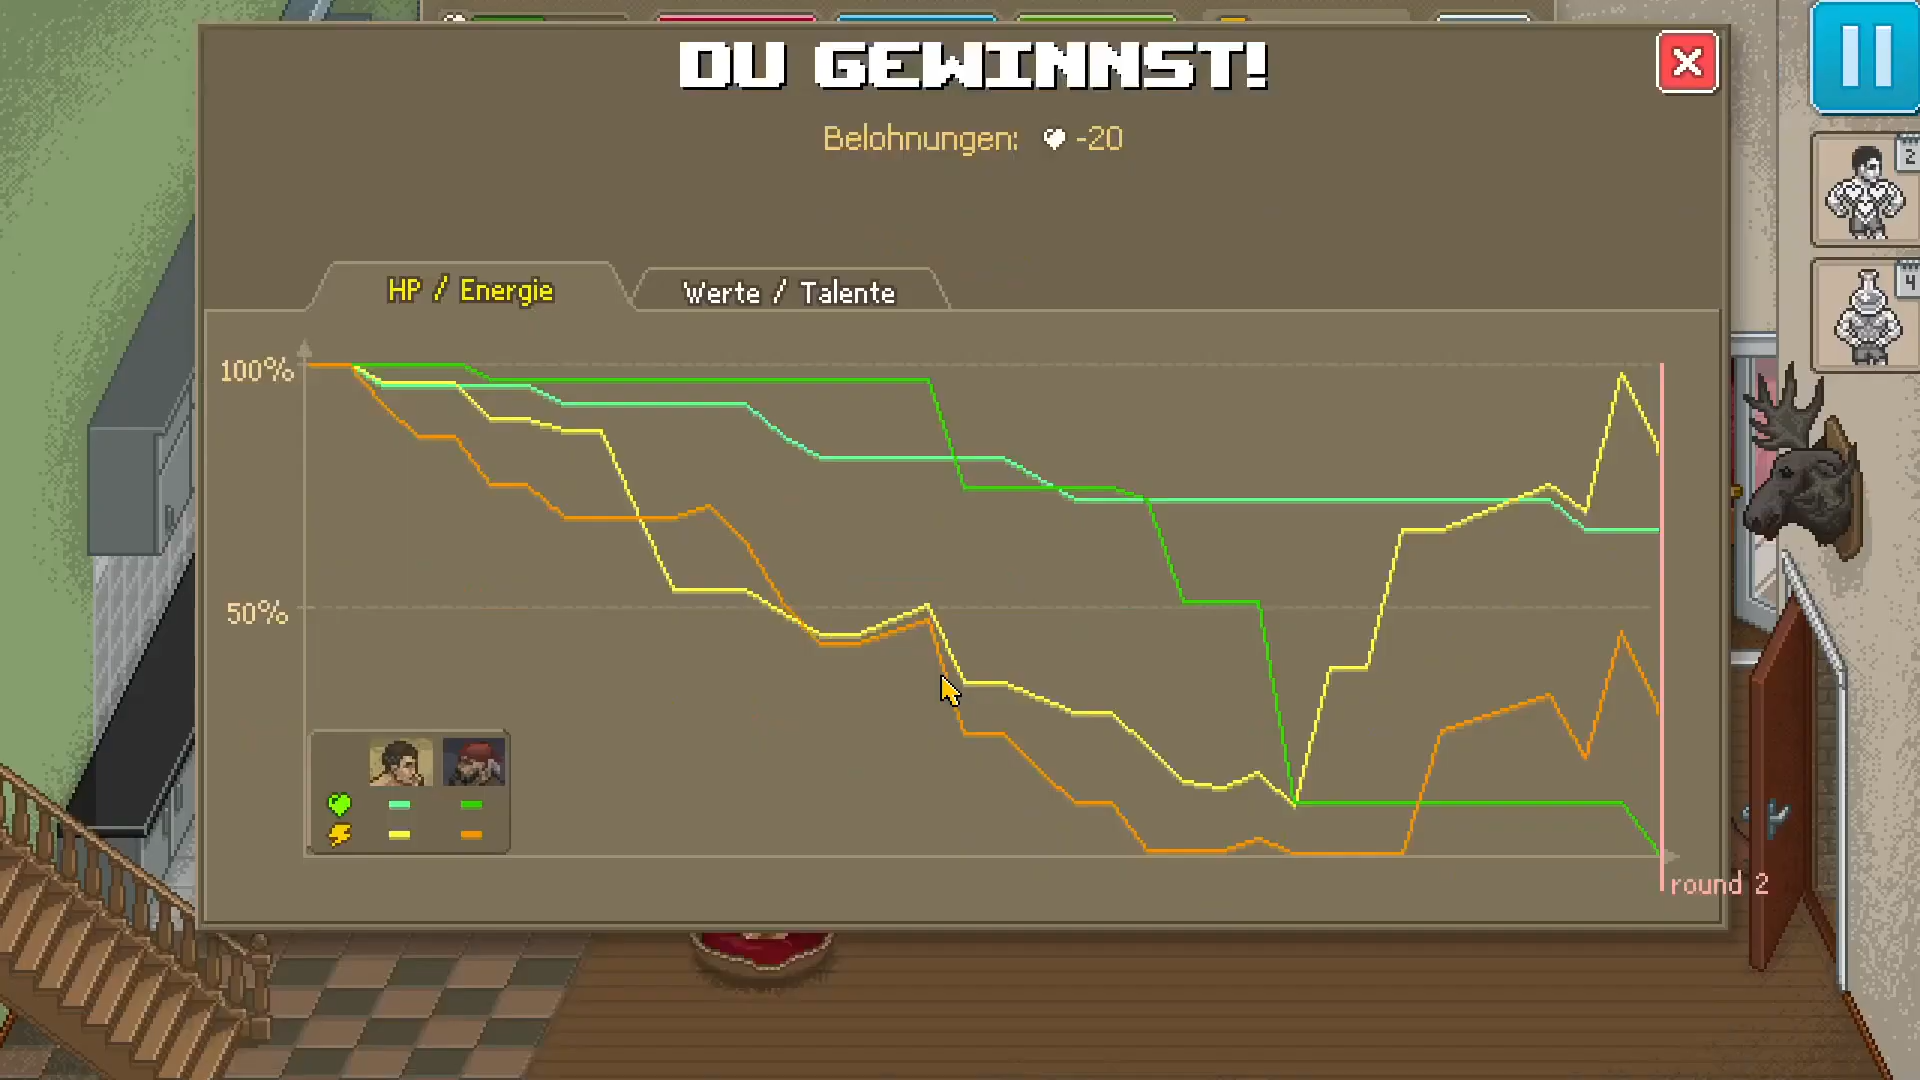 DU GEWINNST!
Belohnungen: -20
HP / Energie
Werte / Talente
100%
50%
round 2
2
4